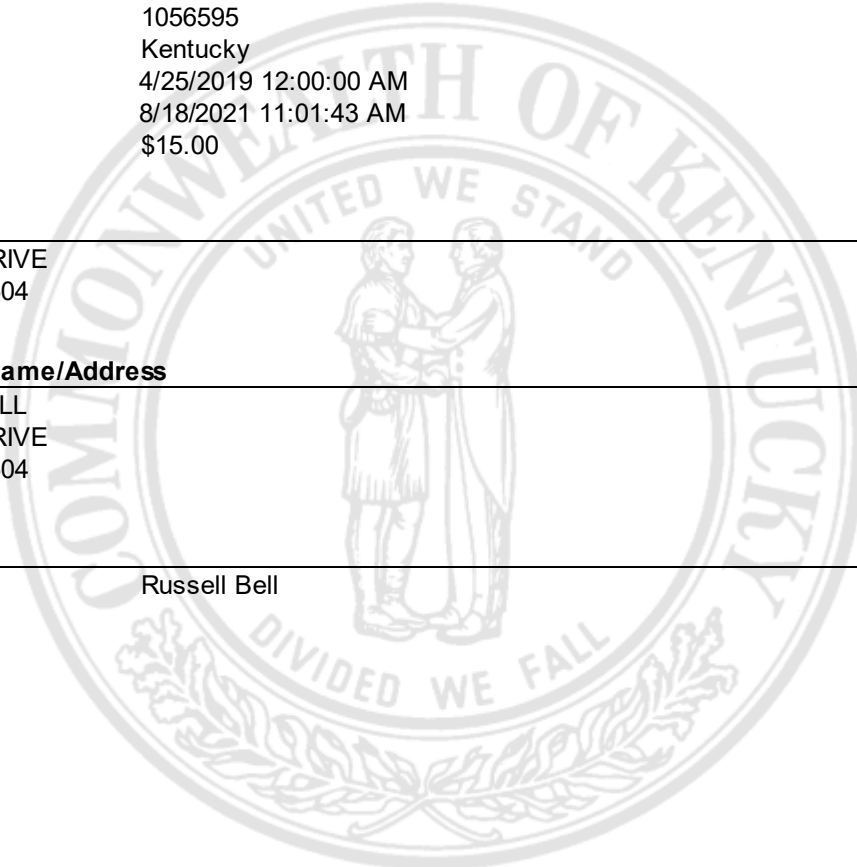 1056595
Kentucky
4/25/2019 12:00:00 AM
8/18/2021 11:01:43 AM
$15.00
COMMONWEALTH OF KENTUCKY
UNITED WE STAND
RIVE
04
ame/Address
LL
RIVE
04
Russell Bell
DIVIDED WE FALL